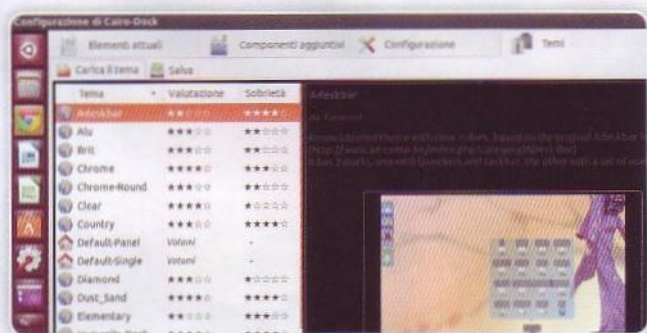 Configurazione di Cairo-Dock
Elementi attuali Componenti aggiuntivi Configurazione Temi
Carica il tema Salva
Tema Valutazione Sobrietà
Adeskbar ★★☆☆☆ ★★★★☆
Alu ★★★☆☆ ★★☆☆☆
Brit ★★★☆☆ ★★☆☆☆
Chrome ★★★★☆ ★★★☆☆
Chrome-Round ★★★☆☆ ★★☆☆☆
Clear ★★★★☆ ★☆☆☆☆
Country ★★★★☆ ★★★★☆
Default-Panel Votami -
Default-Single Votami -
Diamond ★★★☆☆ ★☆☆☆☆
Dust_Sand ★★★★☆ ★★★★☆
Elementary ★★☆☆☆ ★★★☆☆
Adeskbar